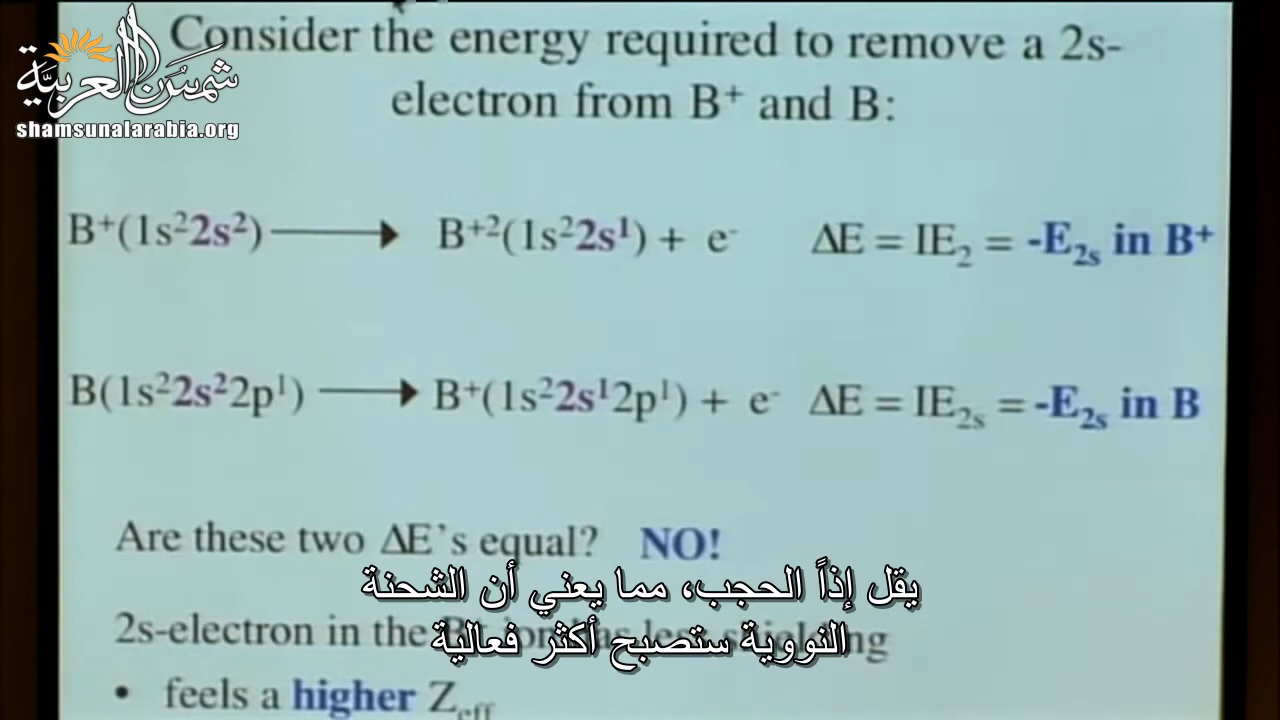 شمس العربية
shamsunalarabia.org
Consider the energy required to remove a 2s-
electron from B⁺ and B:
B⁺(1s²2s²) ⟶ B⁺²(1s²2s¹) + e⁻ ΔE = IE₂ = -E₂ₛ in B⁺
B(1s²2s²2p¹) ⟶ B⁺(1s²2s¹2p¹) + e⁻ ΔE = IE₂ₛ = -E₂ₛ in B
Are these two ΔE's equal? NO!
يقل إذاً الحجب، مما يعني أن الشحنة
النووية ستصبح أكثر فعالية
2s-electron in the
• feels a higher Z_eff